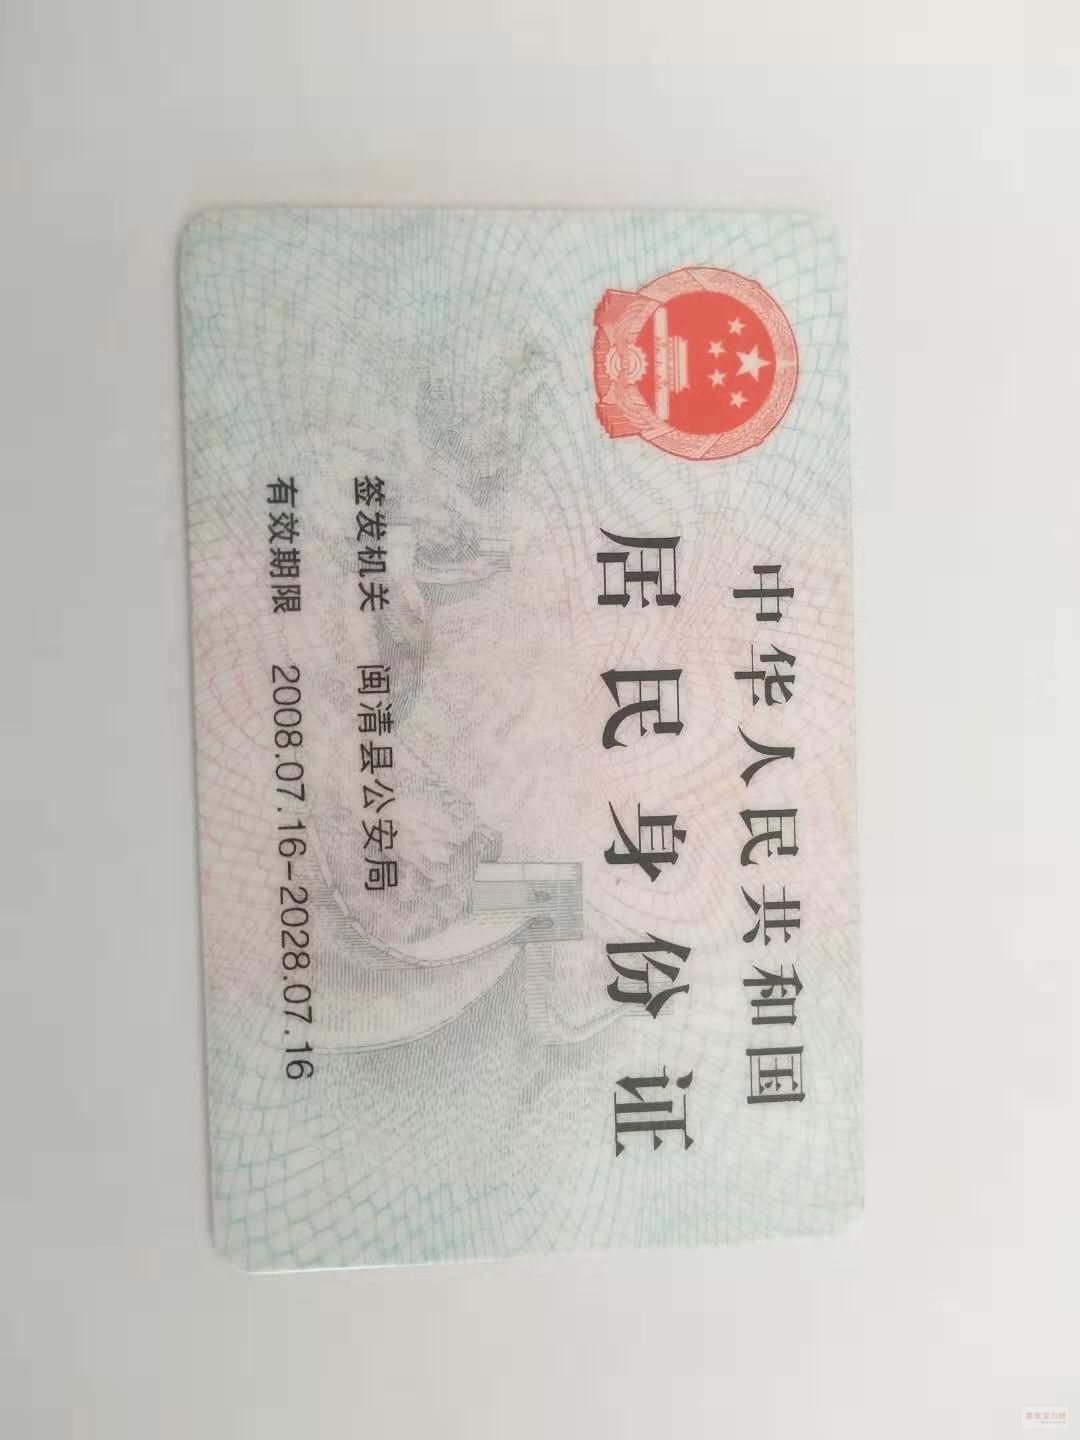 中华人民共和国
居民身份证
签发机关 闽清县公安局
有效期限 2008.07.16-2028.07.16